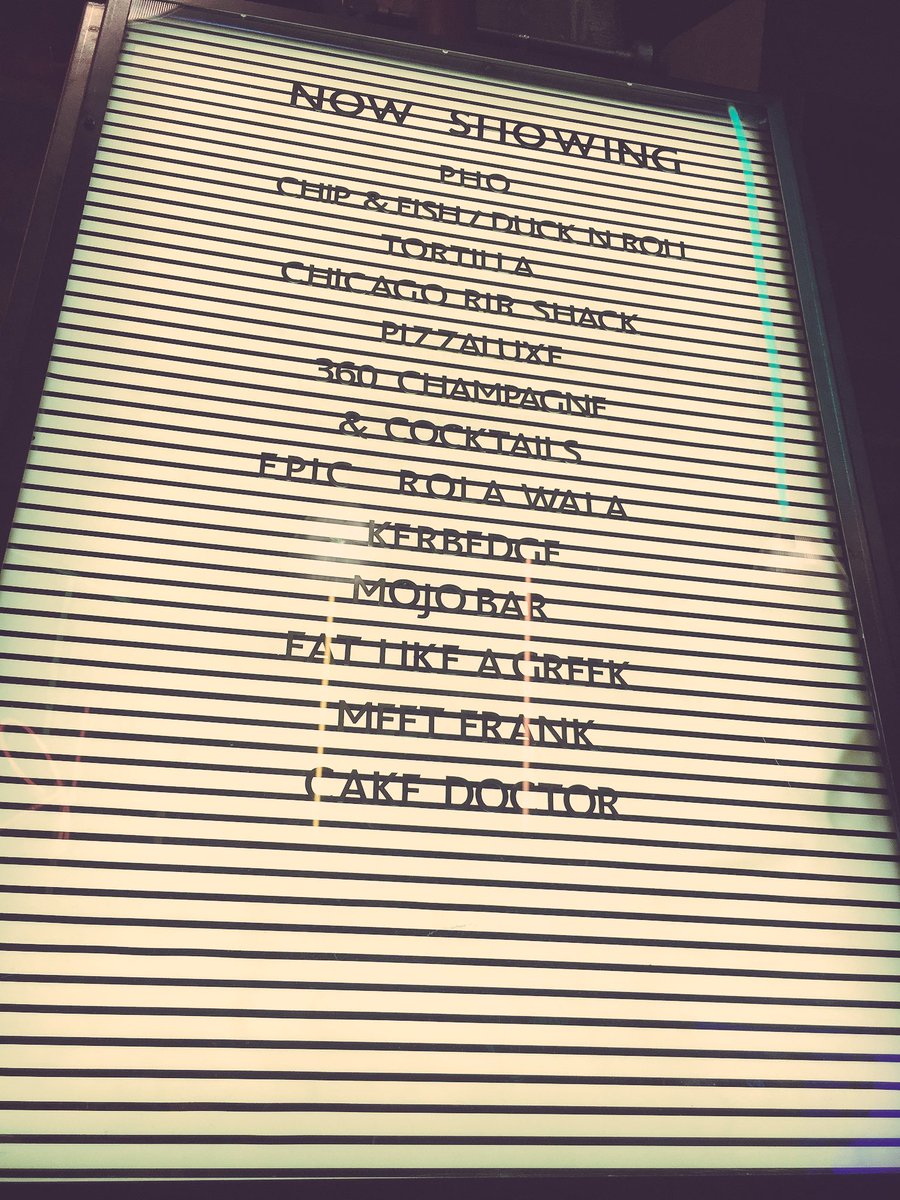 NOW SHOWING
PHO
CHIP & FISH / DUCK N ROLL
TORTILLA
CHICAGO RIB SHACK
PIZZALUXE
360 CHAMPAGNE
& COCKTAILS
EPIC ROLA WALA
KERBEDGE
MOJO BAR
EAT LIKE A GREEK
MEET FRANK
CAKE DOCTOR